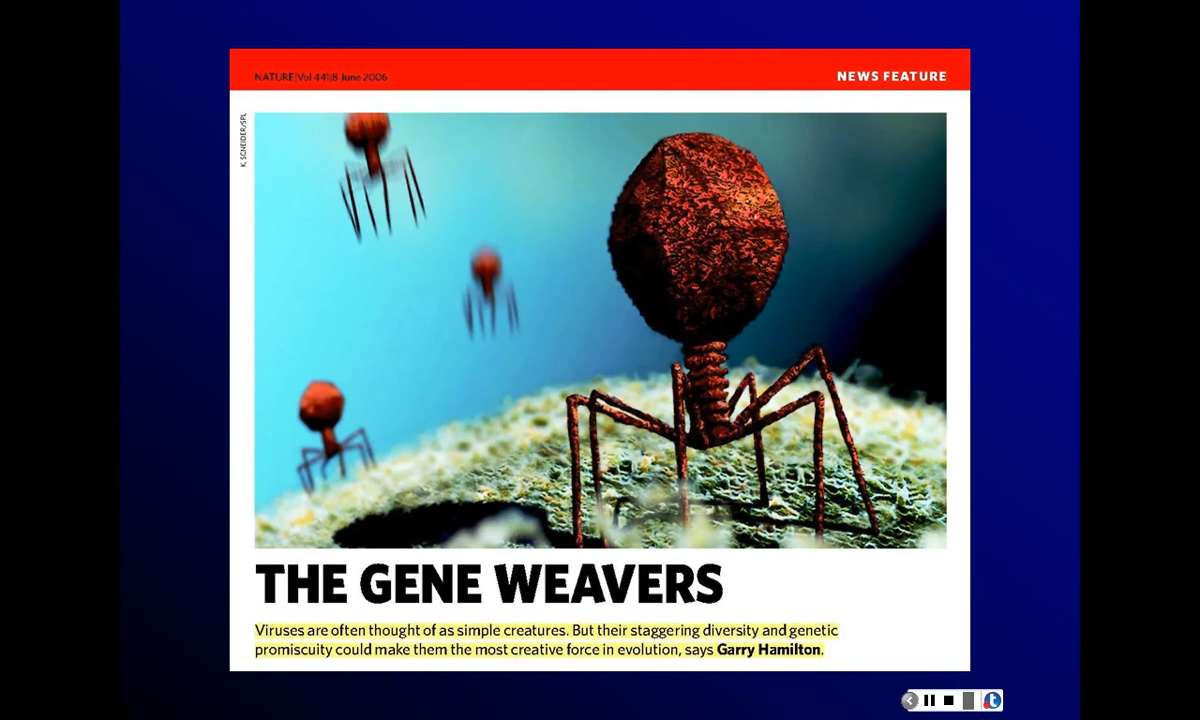 NATURE|Vol 441|8 June 2006
NEWS FEATURE
K. SCNEIDER/SPL
THE GENE WEAVERS
Viruses are often thought of as simple creatures. But their staggering diversity and genetic
promiscuity could make them the most creative force in evolution, says Garry Hamilton.